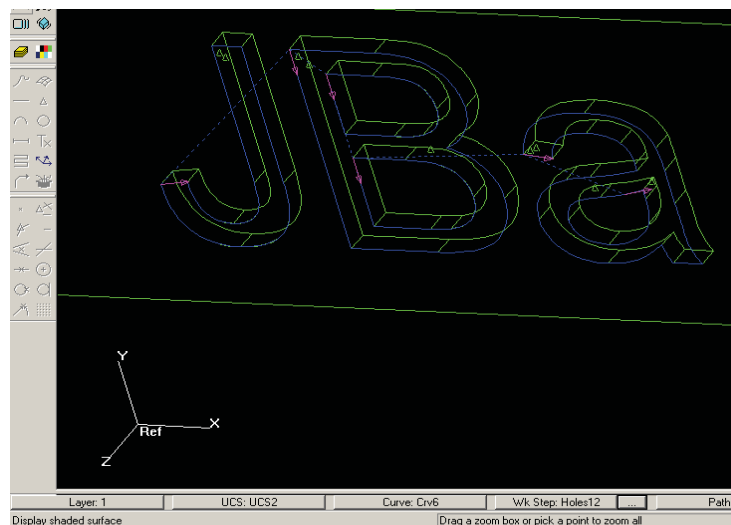 JBa
Y
X
Ref
Z
Layer: 1 UCS: UCS2 Curve: Crv6 Wk Step: Holes12 ... Path
Display shaded surface Drag a zoom box or pick a point to zoom all